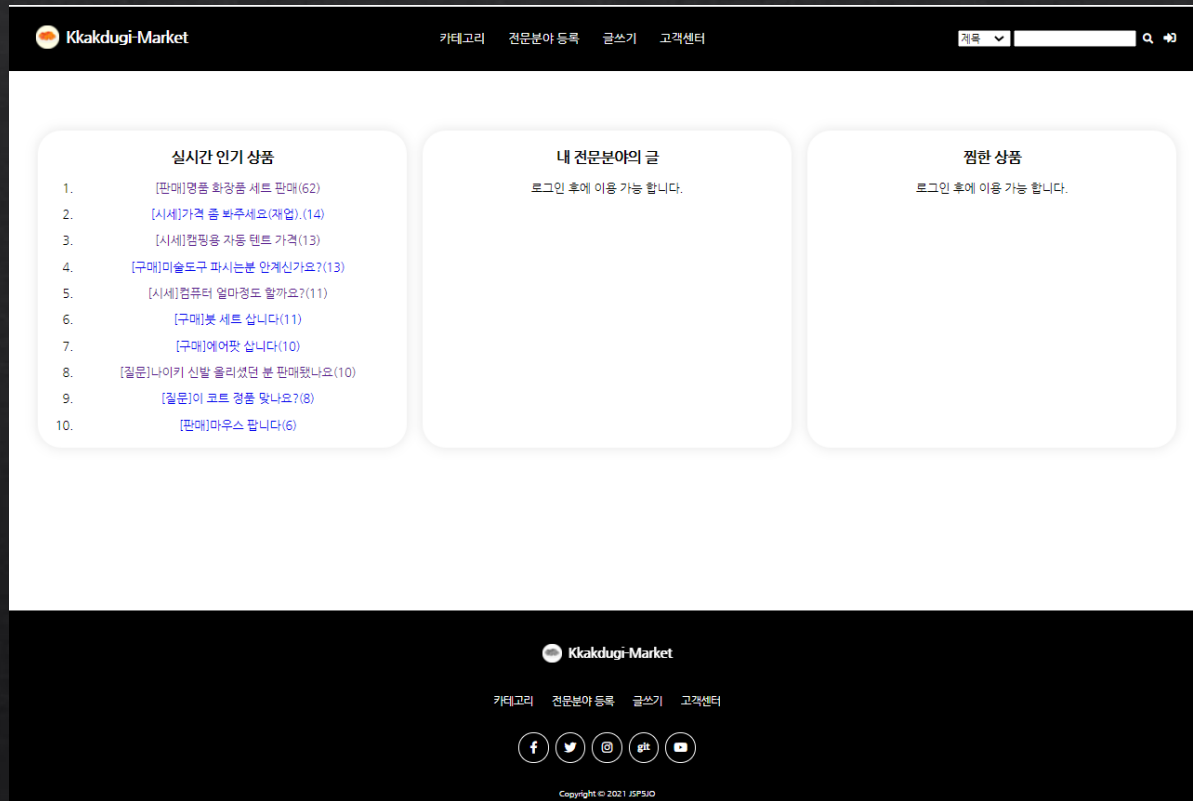 Kkakdugi-Market
카테고리 전문분야 등록 글쓰기 고객센터
제목
실시간 인기 상품
1. [판매]명품 화장품 세트 판매(62)
2. [시세]가격 좀 봐주세요(재업).(14)
3. [시세]캠핑용 자동 텐트 가격(13)
4. [구매]미술도구 파시는분 안계신가요?(13)
5. [시세]컴퓨터 얼마정도 할까요?(11)
6. [구매]붓 세트 삽니다(11)
7. [구매]에어팟 삽니다(10)
8. [질문]나이키 신발 올리셨던 분 판매됐나요(10)
9. [질문]이 코트 정품 맞나요?(8)
10. [판매]마우스 팝니다(6)
내 전문분야의 글
로그인 후에 이용 가능 합니다.
찜한 상품
로그인 후에 이용 가능 합니다.
Kkakdugi-Market
카테고리 전문분야 등록 글쓰기 고객센터
git
Copyright © 2021 JSP5JO